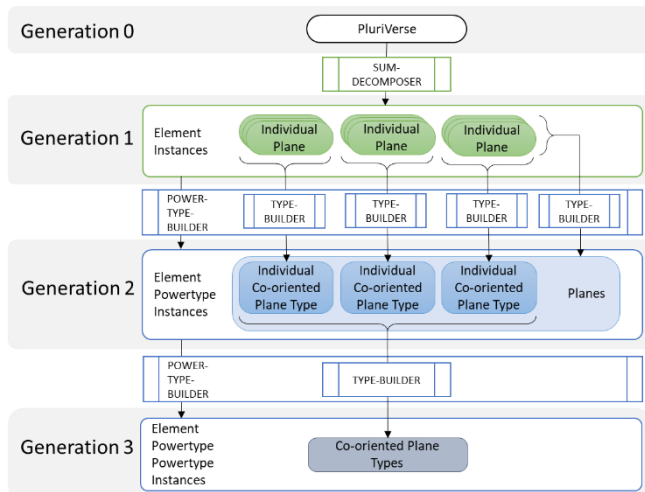 Generation 0
PluriVerse
SUM-
DECOMPOSER
Generation 1
Element
Instances
Individual
Plane
Individual
Plane
Individual
Plane
POWER-
TYPE-
BUILDER
TYPE-
BUILDER
TYPE-
BUILDER
TYPE-
BUILDER
TYPE-
BUILDER
Generation 2
Element
Powertype
Instances
Individual
Co-oriented
Plane Type
Individual
Co-oriented
Plane Type
Individual
Co-oriented
Plane Type
Planes
POWER-
TYPE-
BUILDER
TYPE-BUILDER
Generation 3
Element
Powertype
Powertype
Instances
Co-oriented Plane
Types